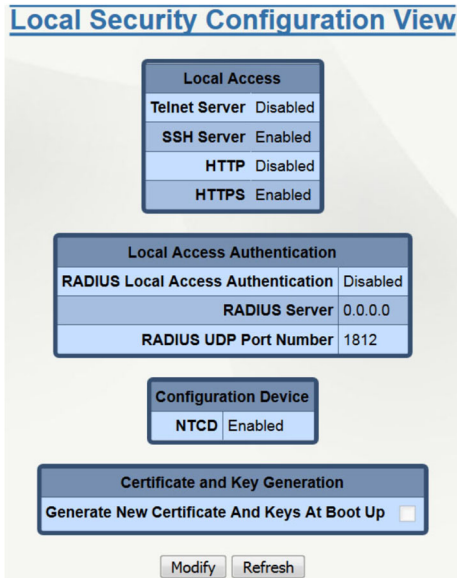 Local Security Configuration View
Local Access
Telnet Server Disabled
SSH Server Enabled
HTTP Disabled
HTTPS Enabled
Local Access Authentication
RADIUS Local Access Authentication Disabled
RADIUS Server 0.0.0.0
RADIUS UDP Port Number 1812
Configuration Device
NTCD Enabled
Certificate and Key Generation
Generate New Certificate And Keys At Boot Up
Modify Refresh